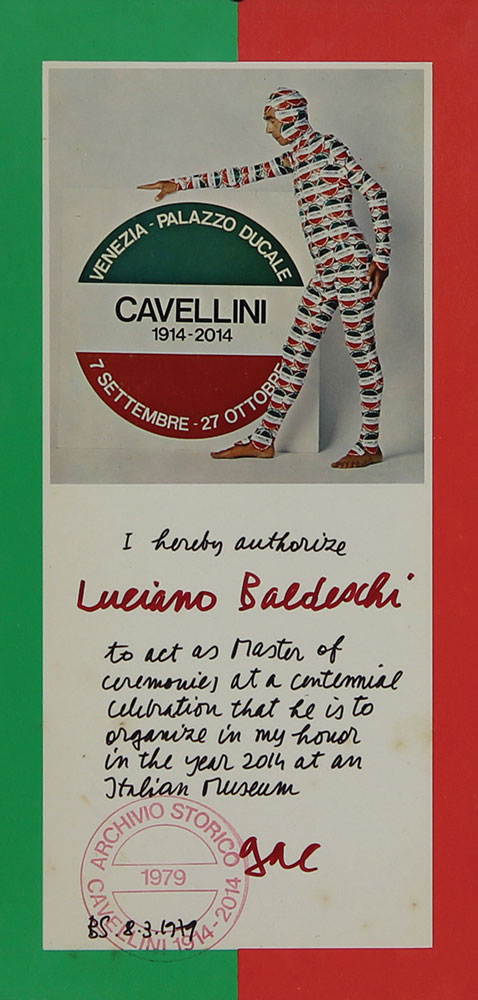 VENEZIA - PALAZZO DUCALE
CAVELLINI
1914-2014
7 SETTEMBRE - 27 OTTOBRE
I hereby authorize
Luciano Baldeschi
to act as Master of
ceremonies at a centennial
celebration that he is to
organize in my honor
in the year 2014 at an
Italian Museum
gac
ARCHIVIO STORICO
1979
CAVELLINI 1914-2014
BS. 8.3.1979